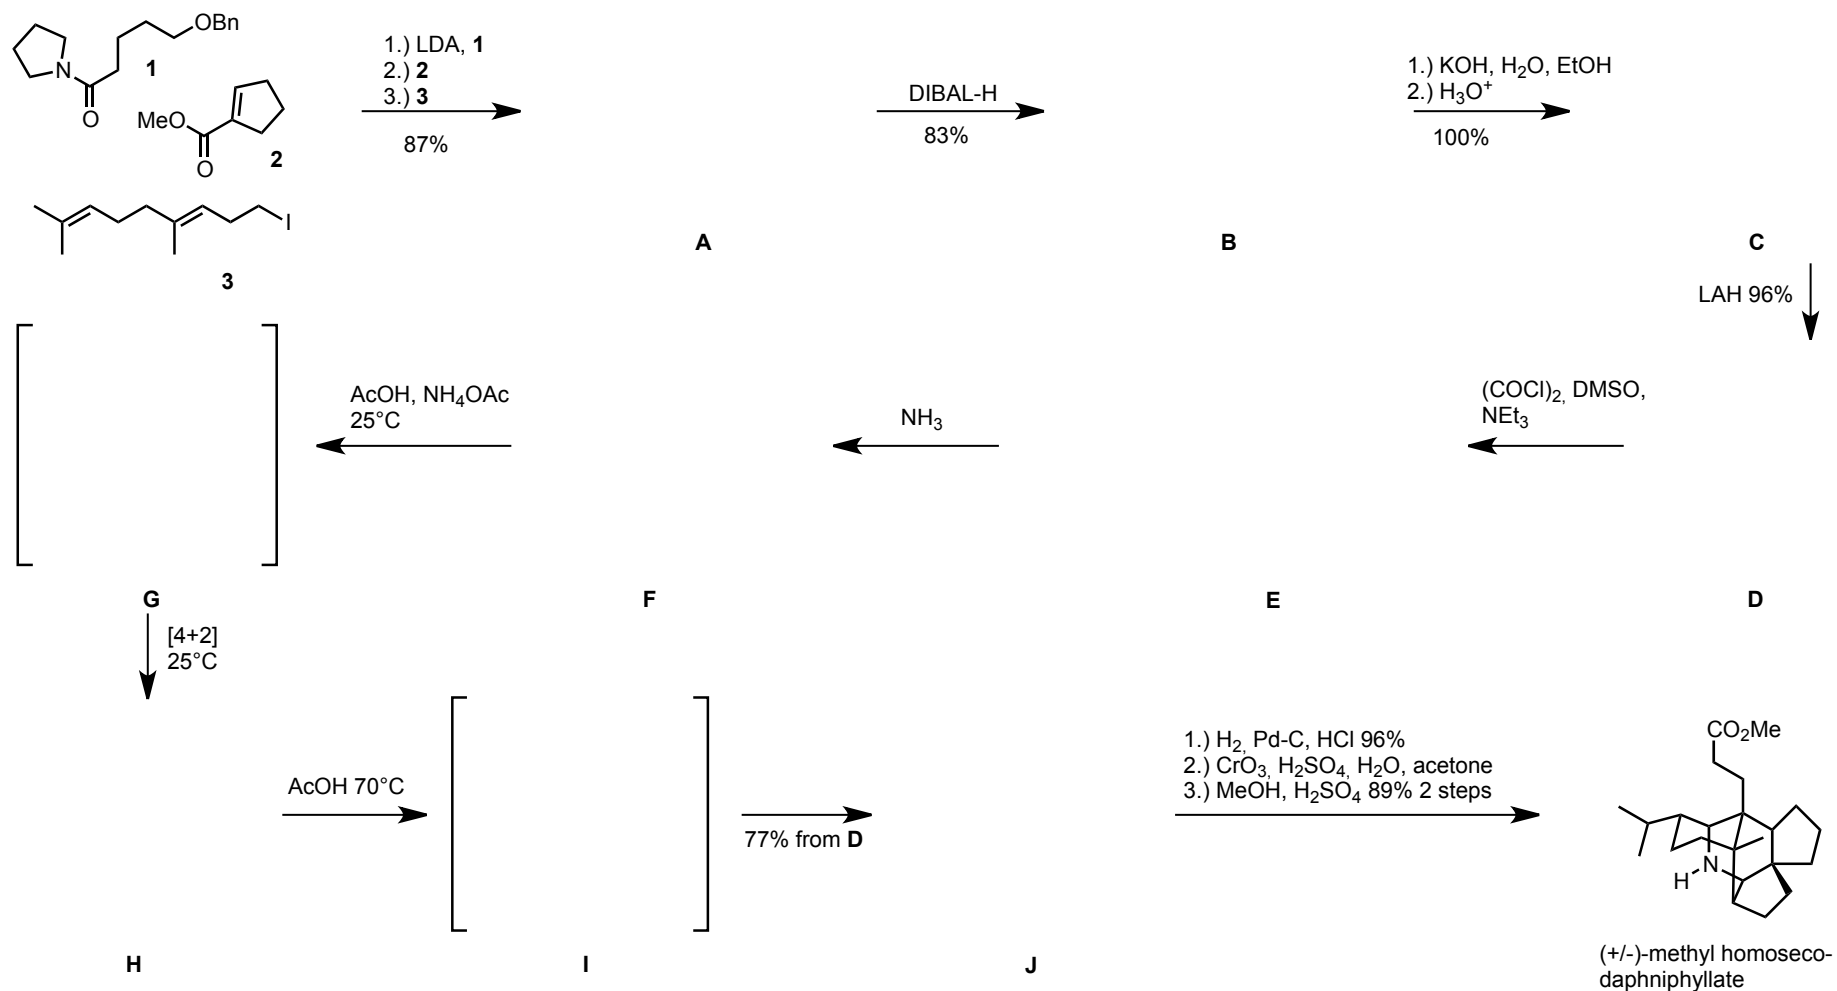 OBn
N
O
1
MeO
O
2
I
3
1.) LDA, 1
2.) 2
3.) 3
87%
A
DIBAL-H
83%
B
1.) KOH, H₂O, EtOH
2.) H₃O⁺
100%
C
LAH 96%
D
(COCl)₂, DMSO,
NEt₃
E
NH₃
F
AcOH, NH₄OAc
25°C
G
[4+2]
25°C
H
AcOH 70°C
I
77% from D
J
1.) H₂, Pd-C, HCl 96%
2.) CrO₃, H₂SO₄, H₂O, acetone
3.) MeOH, H₂SO₄ 89% 2 steps
CO₂Me
N
H
(+/-)-methyl homoseco-
daphniphyllate